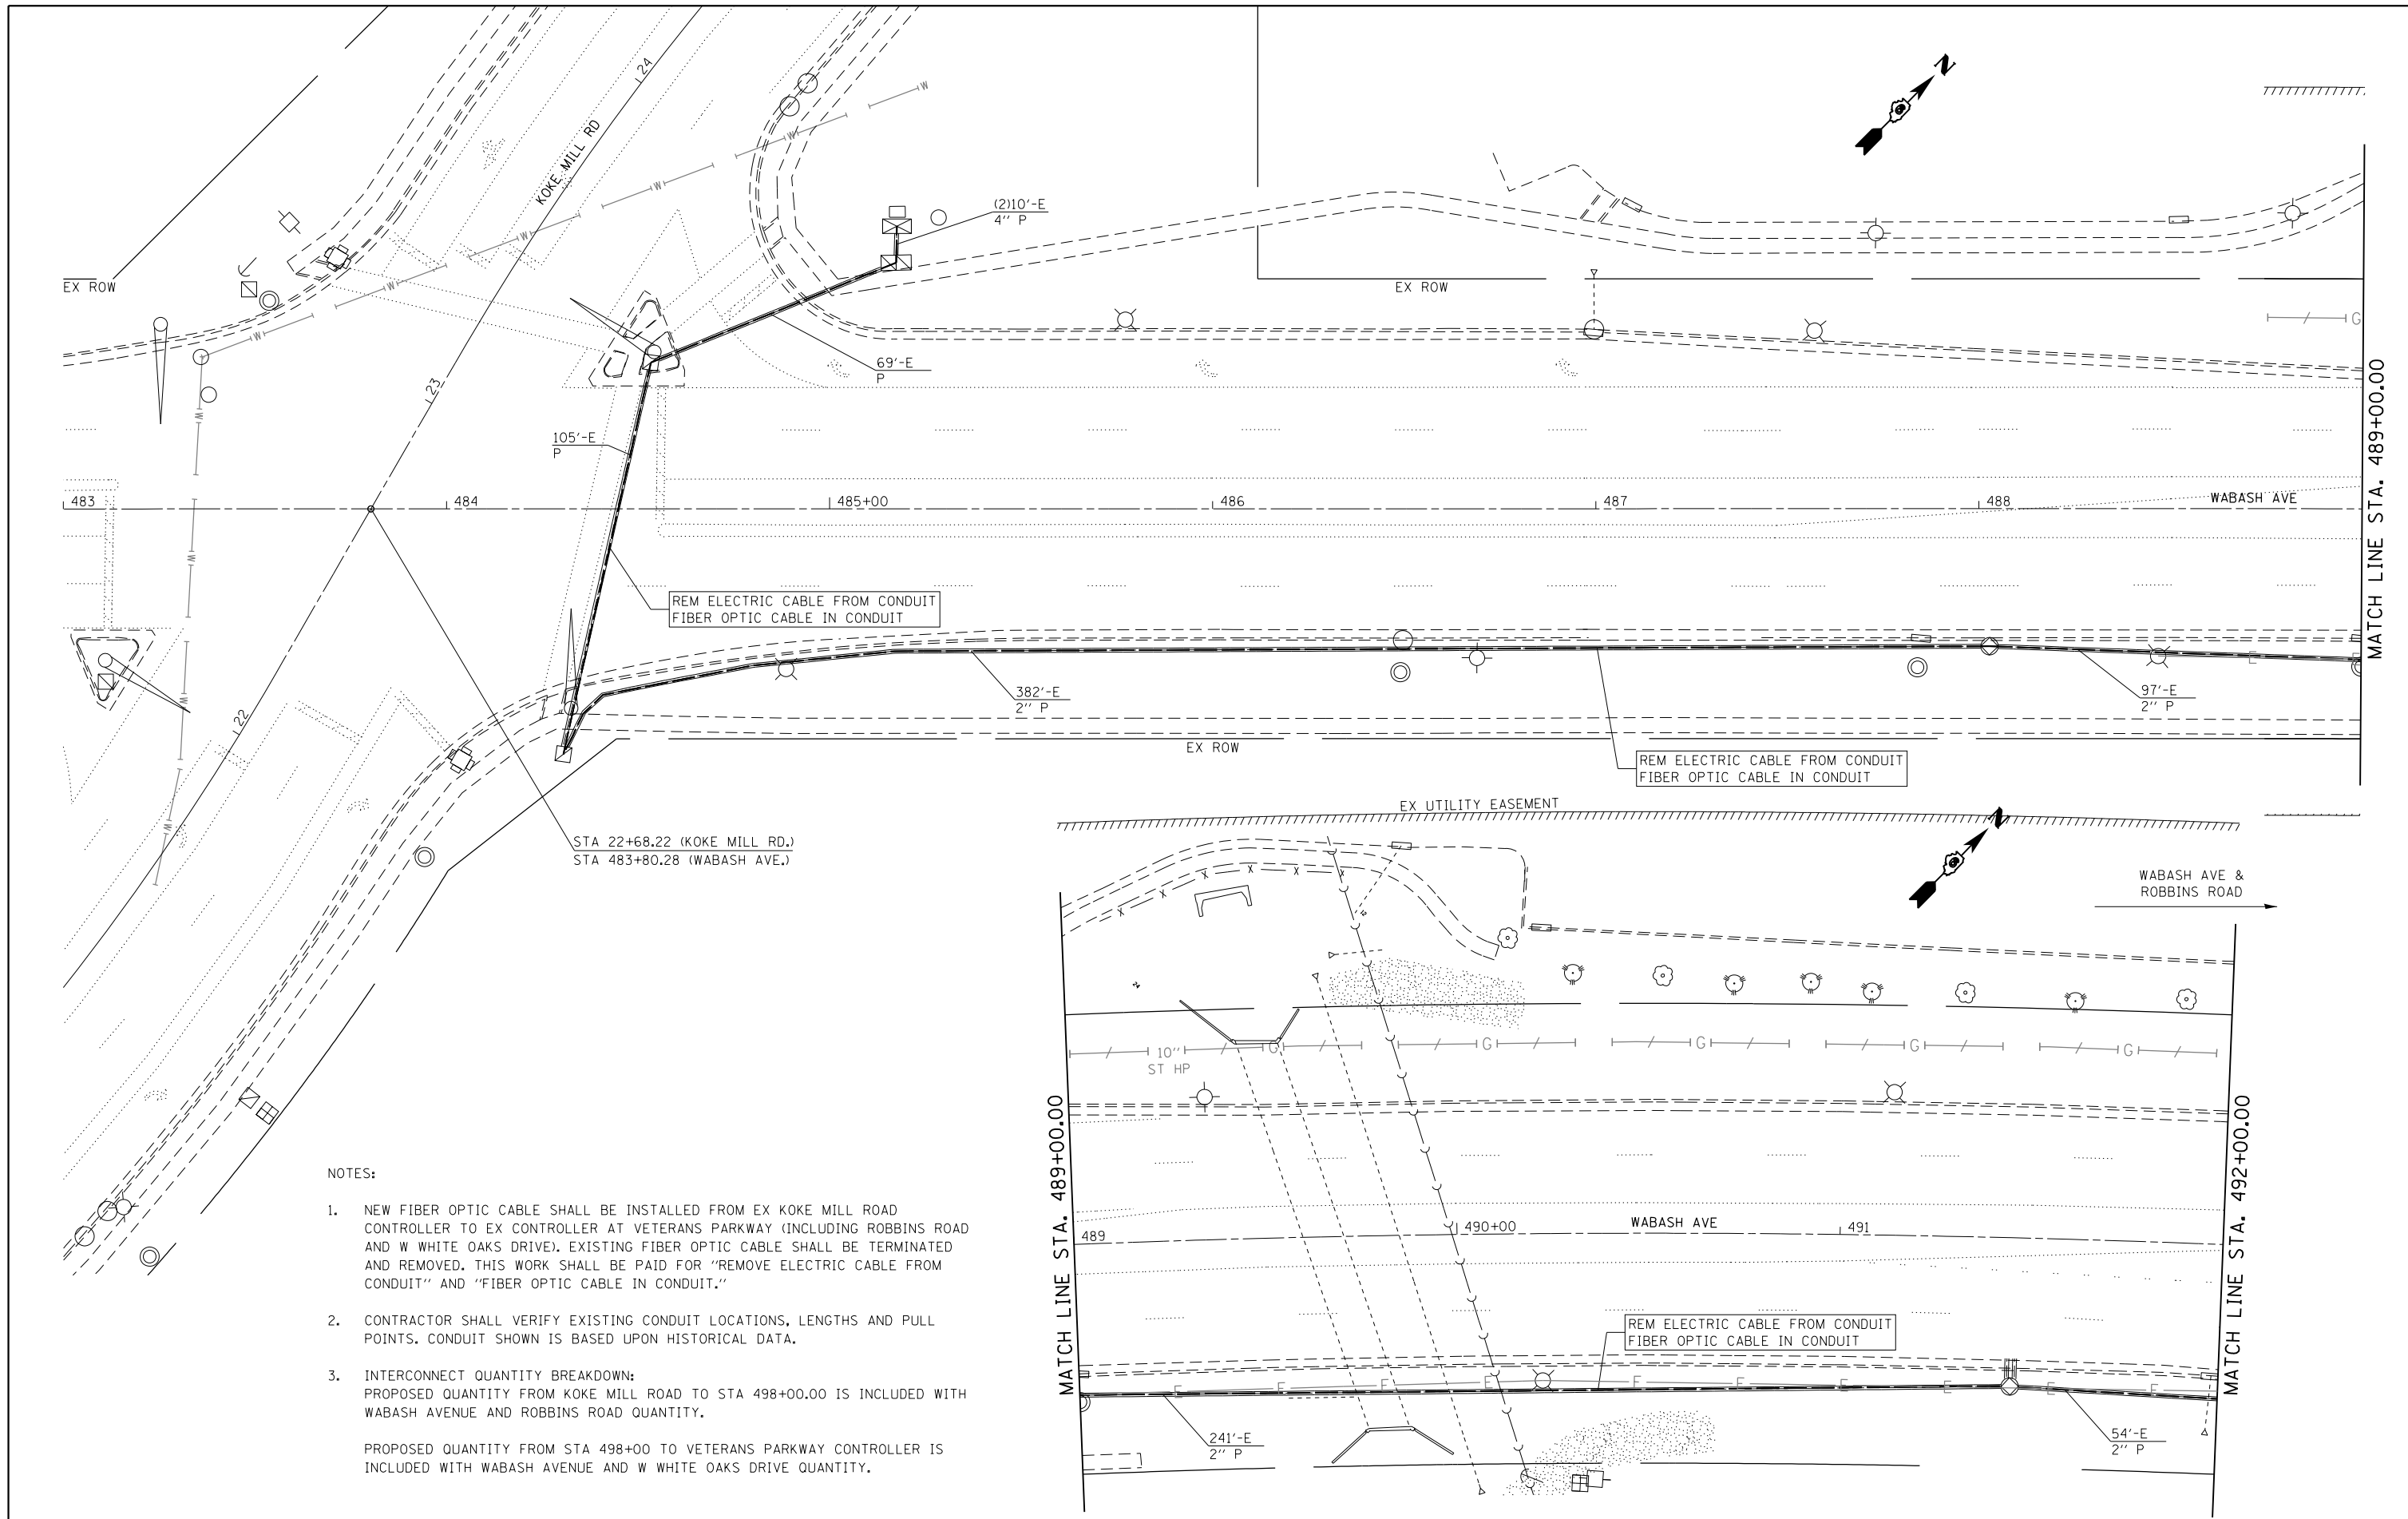 24
KOKE MILL RD
N
W
W
W
W
W
W
W
(2)10'-E
4" P
EX ROW
EX ROW
G
69'-E
P
23
105'-E
P
MATCH LINE STA. 489+00.00
483
484
485+00
486
487
488
WABASH AVE
W
W
W
W
W
REM ELECTRIC CABLE FROM CONDUIT
FIBER OPTIC CABLE IN CONDUIT
22
382'-E
2" P
E
E
97'-E
2" P
EX ROW
REM ELECTRIC CABLE FROM CONDUIT
FIBER OPTIC CABLE IN CONDUIT
STA 22+68.22 (KOKE MILL RD.)
STA 483+80.28 (WABASH AVE.)
EX UTILITY EASEMENT
N
WABASH AVE &
ROBBINS ROAD
X
X
X
X
X
X
10"
ST HP
G
G
G
G
G
MATCH LINE STA. 489+00.00
489
490+00
WABASH AVE
491
MATCH LINE STA. 492+00.00
REM ELECTRIC CABLE FROM CONDUIT
FIBER OPTIC CABLE IN CONDUIT
E
E
E
E
E
E
E
E
E
E
241'-E
2" P
54'-E
2" P
NOTES:
1. NEW FIBER OPTIC CABLE SHALL BE INSTALLED FROM EX KOKE MILL ROAD
CONTROLLER TO EX CONTROLLER AT VETERANS PARKWAY (INCLUDING ROBBINS ROAD
AND W WHITE OAKS DRIVE). EXISTING FIBER OPTIC CABLE SHALL BE TERMINATED
AND REMOVED. THIS WORK SHALL BE PAID FOR "REMOVE ELECTRIC CABLE FROM
CONDUIT" AND "FIBER OPTIC CABLE IN CONDUIT."
2. CONTRACTOR SHALL VERIFY EXISTING CONDUIT LOCATIONS, LENGTHS AND PULL
POINTS. CONDUIT SHOWN IS BASED UPON HISTORICAL DATA.
3. INTERCONNECT QUANTITY BREAKDOWN:
PROPOSED QUANTITY FROM KOKE MILL ROAD TO STA 498+00.00 IS INCLUDED WITH
WABASH AVENUE AND ROBBINS ROAD QUANTITY.
PROPOSED QUANTITY FROM STA 498+00 TO VETERANS PARKWAY CONTROLLER IS
INCLUDED WITH WABASH AVENUE AND W WHITE OAKS DRIVE QUANTITY.